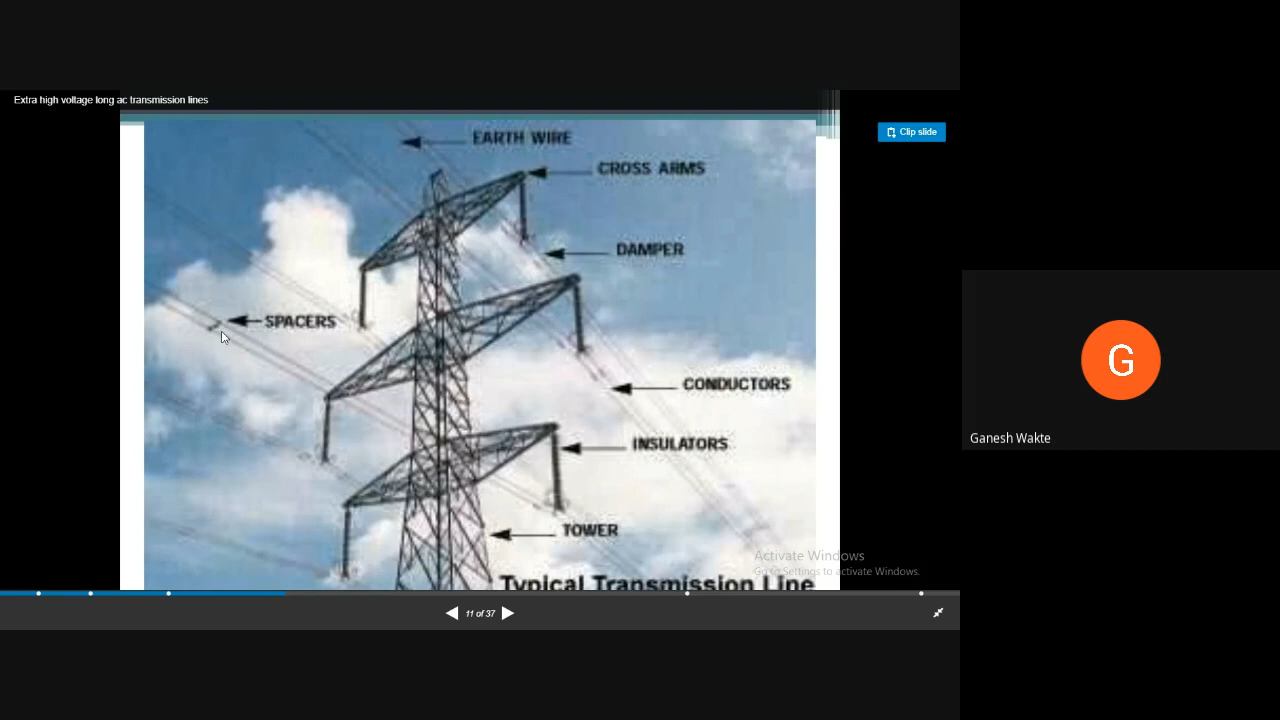 Extra high voltage long ac transmission lines
Clip slide
EARTH WIRE
CROSS ARMS
DAMPER
SPACERS
CONDUCTORS
INSULATORS
TOWER
Typical Transmission Line
Activate Windows
Go to Settings to activate Windows.
11 of 37
G
Ganesh Wakte